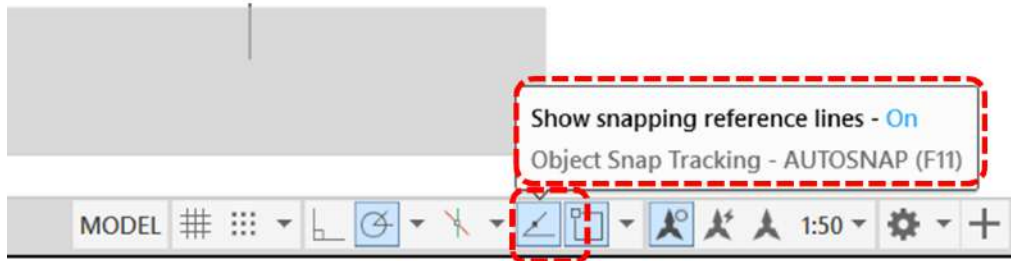 Show snapping reference lines - On
Object Snap Tracking - AUTOSNAP (F11)
MODEL 1:50